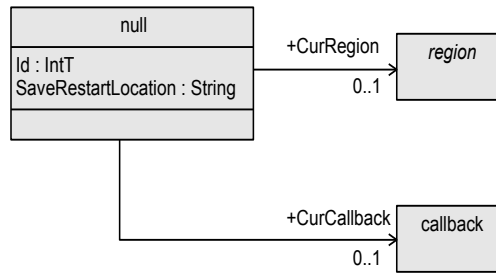 null
Id : IntT
SaveRestartLocation : String
+CurRegion
0..1
region
+CurCallback
0..1
callback